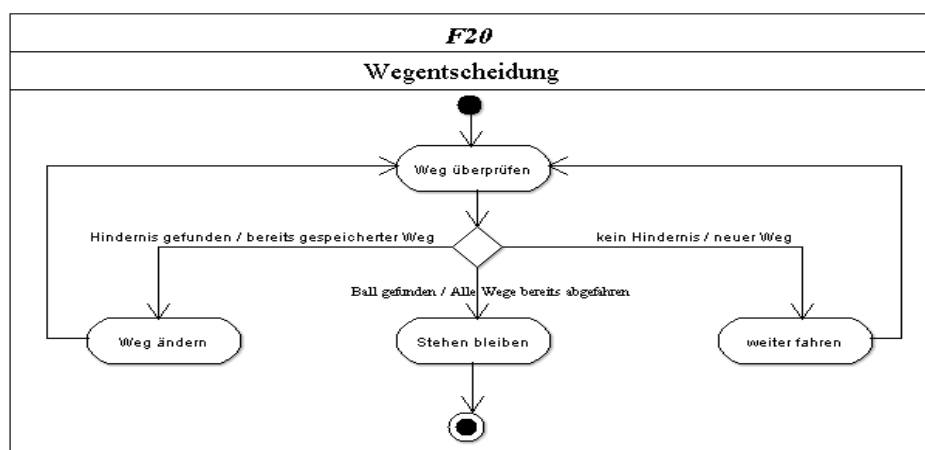 F20
Wegentscheidung
Weg überprüfen
Hindernis gefunden / bereits gespeicherter Weg
kein Hindernis / neuer Weg
Ball gefunden / Alle Wege bereits abgefahren
Weg ändern
Stehen bleiben
weiter fahren